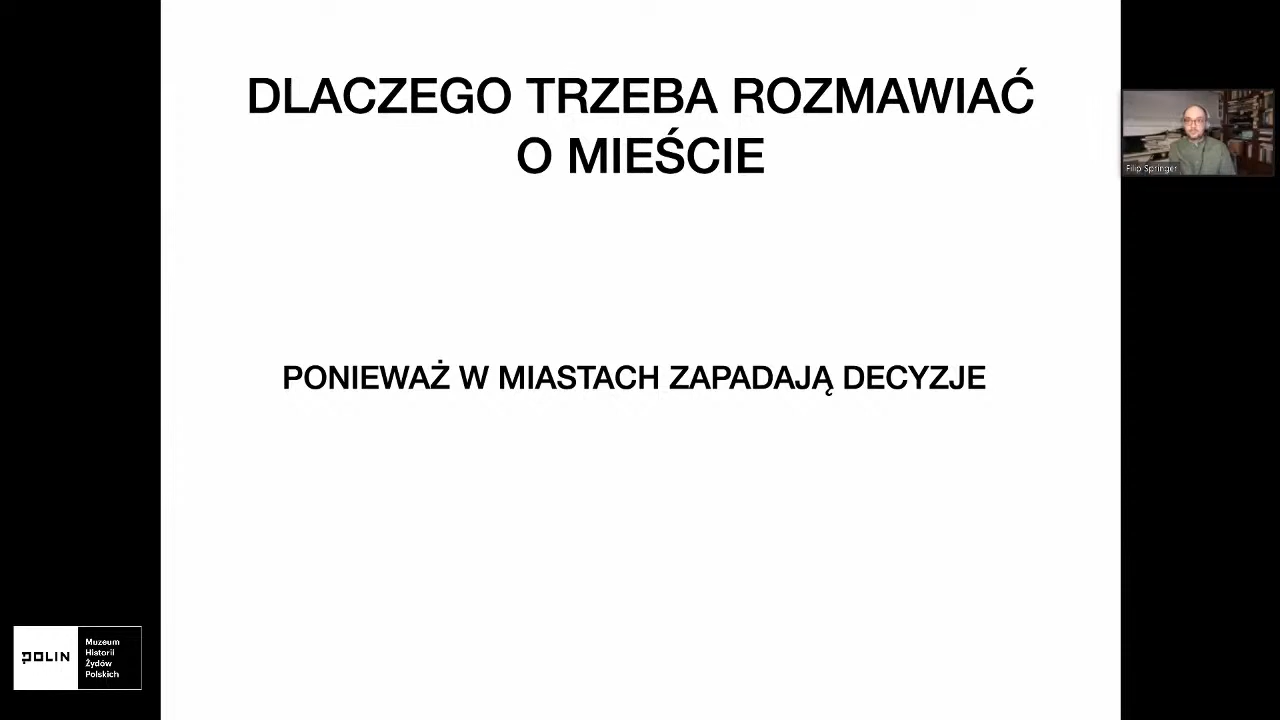 DLACZEGO TRZEBA ROZMAWIAĆ
O MIEŚCIE
Filip Springer
PONIEWAŻ W MIASTACH ZAPADAJĄ DECYZJE
POLIN
Muzeum
Historii
Żydów
Polskich